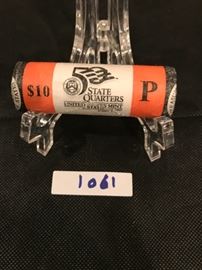 $10
50
STATE
QUARTERS
UNITED STATES MINT
P
1061